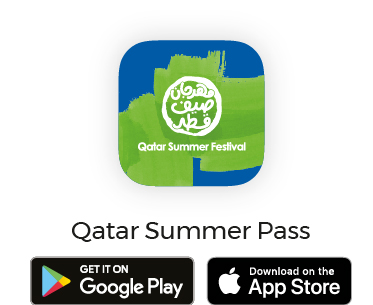 مهرجان
صيف
قطر
Qatar Summer Festival
Qatar Summer Pass
GET IT ON
Google Play
Download on the
App Store